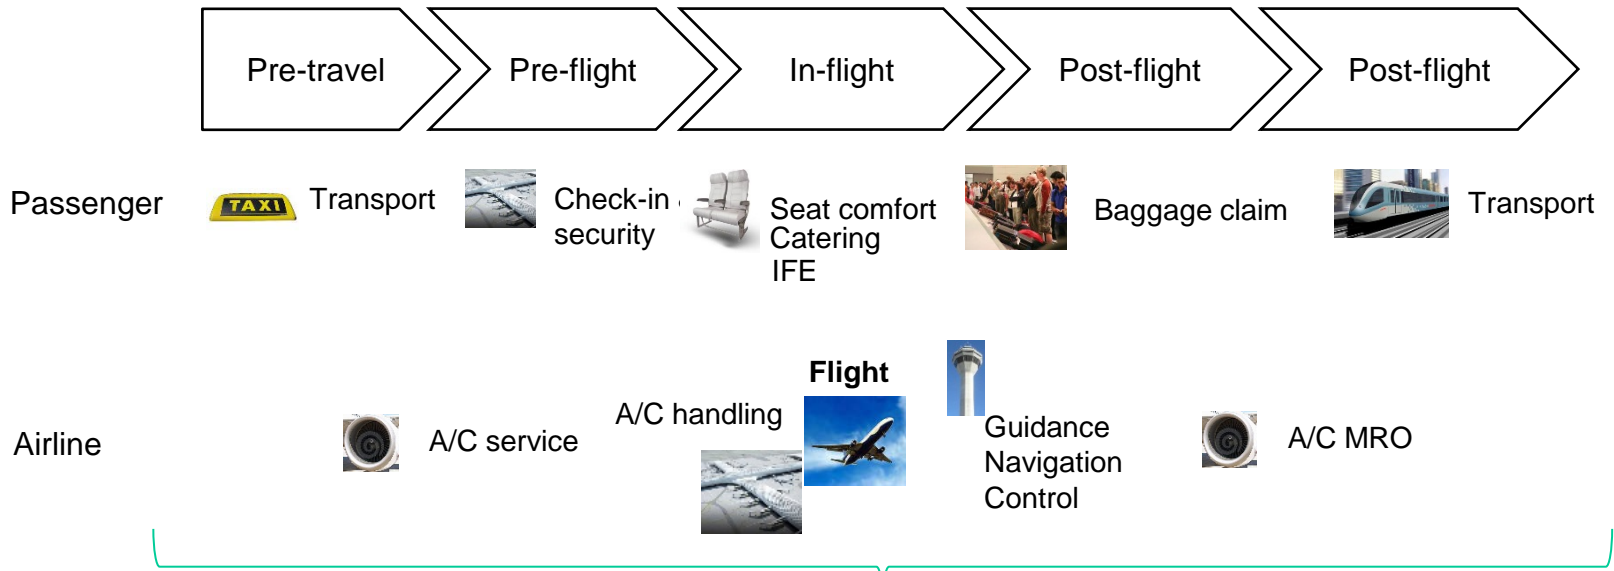 Pre-travel
Pre-flight
In-flight
Post-flight
Post-flight
Passenger
TAXI
Transport
Check-in
security
Seat comfort
Catering
IFE
Baggage claim
Transport
Flight
A/C handling
Airline
A/C service
Guidance
Navigation
Control
A/C MRO